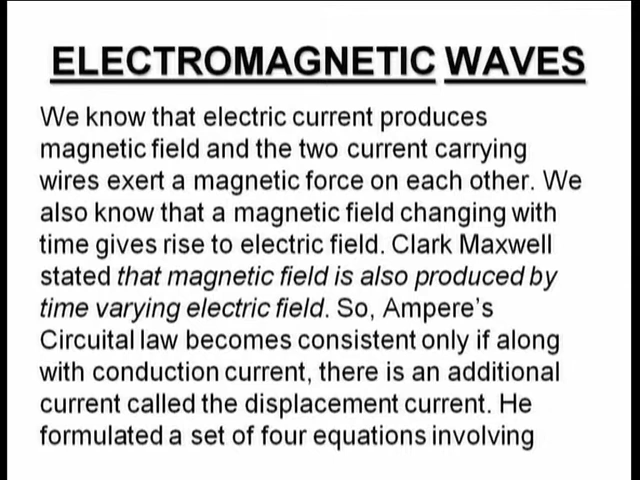 ELECTROMAGNETIC WAVES
We know that electric current produces
magnetic field and the two current carrying
wires exert a magnetic force on each other. We
also know that a magnetic field changing with
time gives rise to electric field. Clark Maxwell
stated that magnetic field is also produced by
time varying electric field. So, Ampere's
Circuital law becomes consistent only if along
with conduction current, there is an additional
current called the displacement current. He
formulated a set of four equations involving